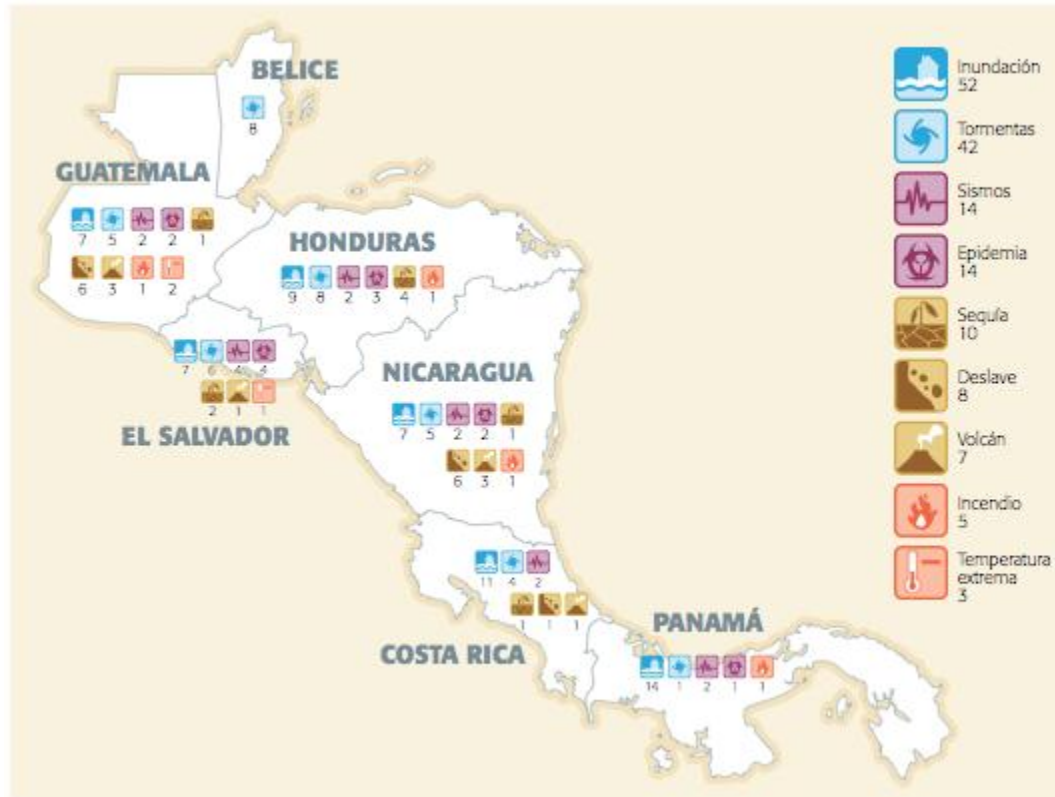 BELICE
8
GUATEMALA
7 5 2 2 1
6 3 1 2
HONDURAS
9 8 2 3 4 1
7 6 4 4
2 1 1
EL SALVADOR
NICARAGUA
7 5 2 2 1
6 3 1
11 4 2
1 1 1
COSTA RICA
PANAMÁ
14 1 2 1 1
Inundación
52
Tormentas
42
Sismos
14
Epidemia
14
Sequía
10
Deslave
8
Volcán
7
Incendio
5
Temperatura
extrema
3